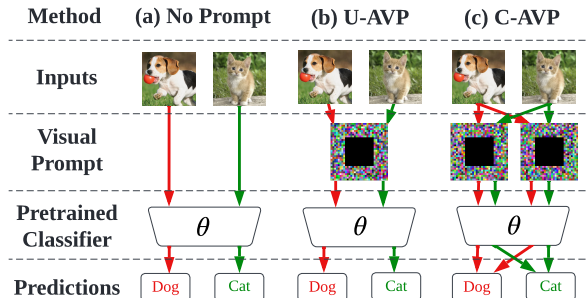 Method (a) No Prompt (b) U-AVP (c) C-AVP
Inputs
Visual
Prompt
Pretrained
Classifier
θ θ θ
Predictions
Dog Cat Dog Cat Dog Cat